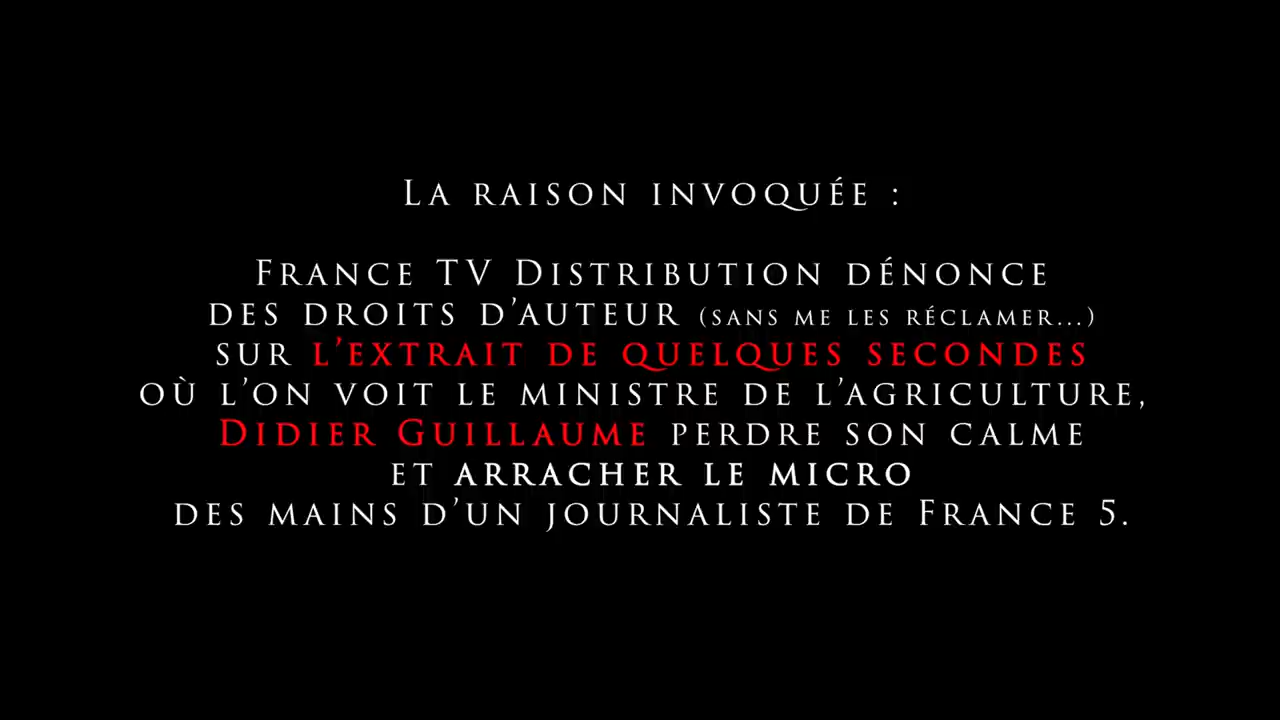 La raison invoquée :
France TV Distribution dénonce
des droits d'auteur (sans me les réclamer...)
sur l'extrait de quelques secondes
où l'on voit le ministre de l'agriculture,
Didier Guillaume perdre son calme
et arracher le micro
des mains d'un journaliste de France 5.